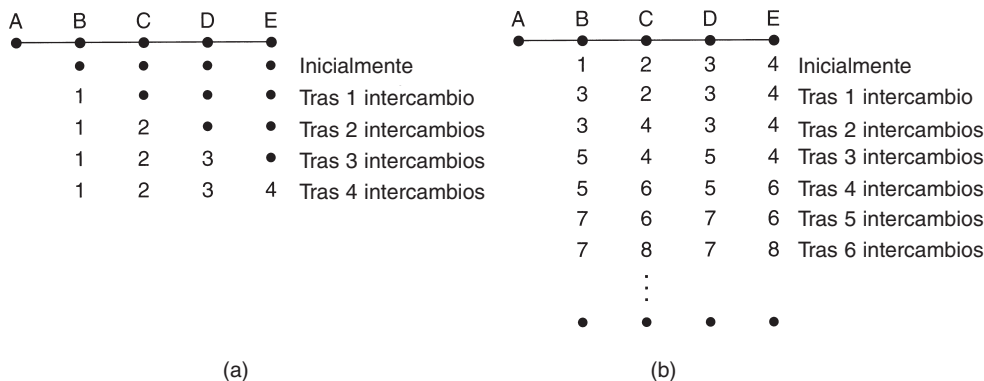 A B C D E
• • • • Inicialmente
1 • • • Tras 1 intercambio
1 2 • • Tras 2 intercambios
1 2 3 • Tras 3 intercambios
1 2 3 4 Tras 4 intercambios
(a)
A B C D E
1 2 3 4 Inicialmente
3 2 3 4 Tras 1 intercambio
3 4 3 4 Tras 2 intercambios
5 4 5 4 Tras 3 intercambios
5 6 5 6 Tras 4 intercambios
7 6 7 6 Tras 5 intercambios
7 8 7 8 Tras 6 intercambios
⋮
• • • •
(b)